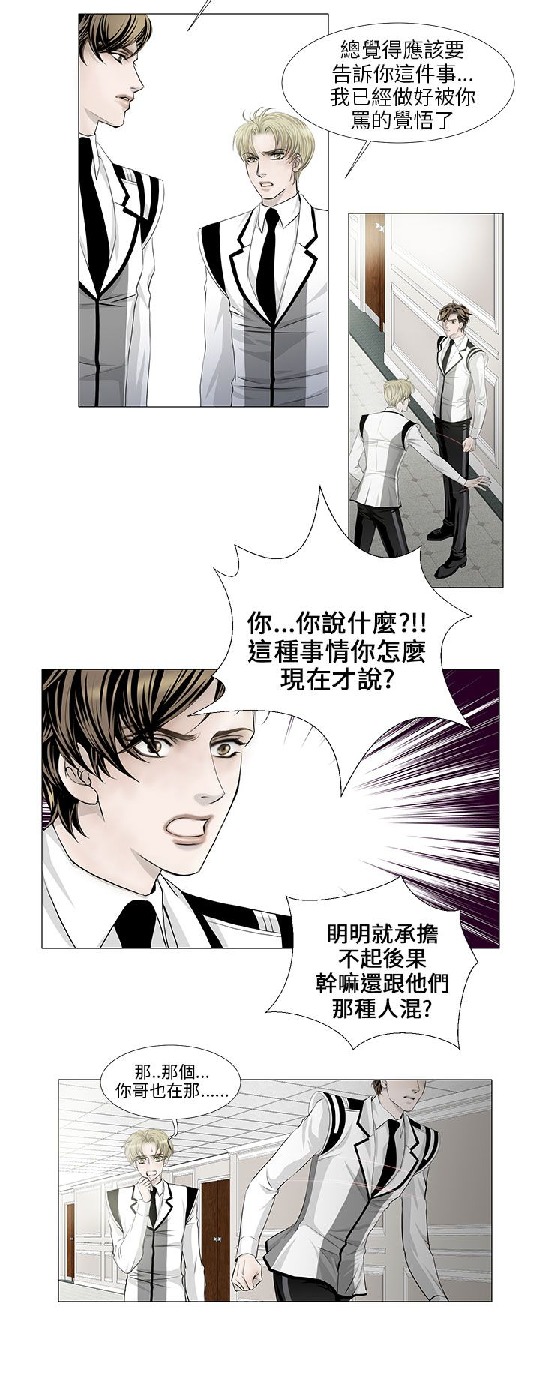 總覺得應該要
告訴你這件事...
我已經做好被你
罵的覺悟了
你...你說什麼?!!
這種事情你怎麼
現在才說?
明明就承擔
不起後果
幹嘛還跟他們
那種人混?
那..那個...
你哥也在那......